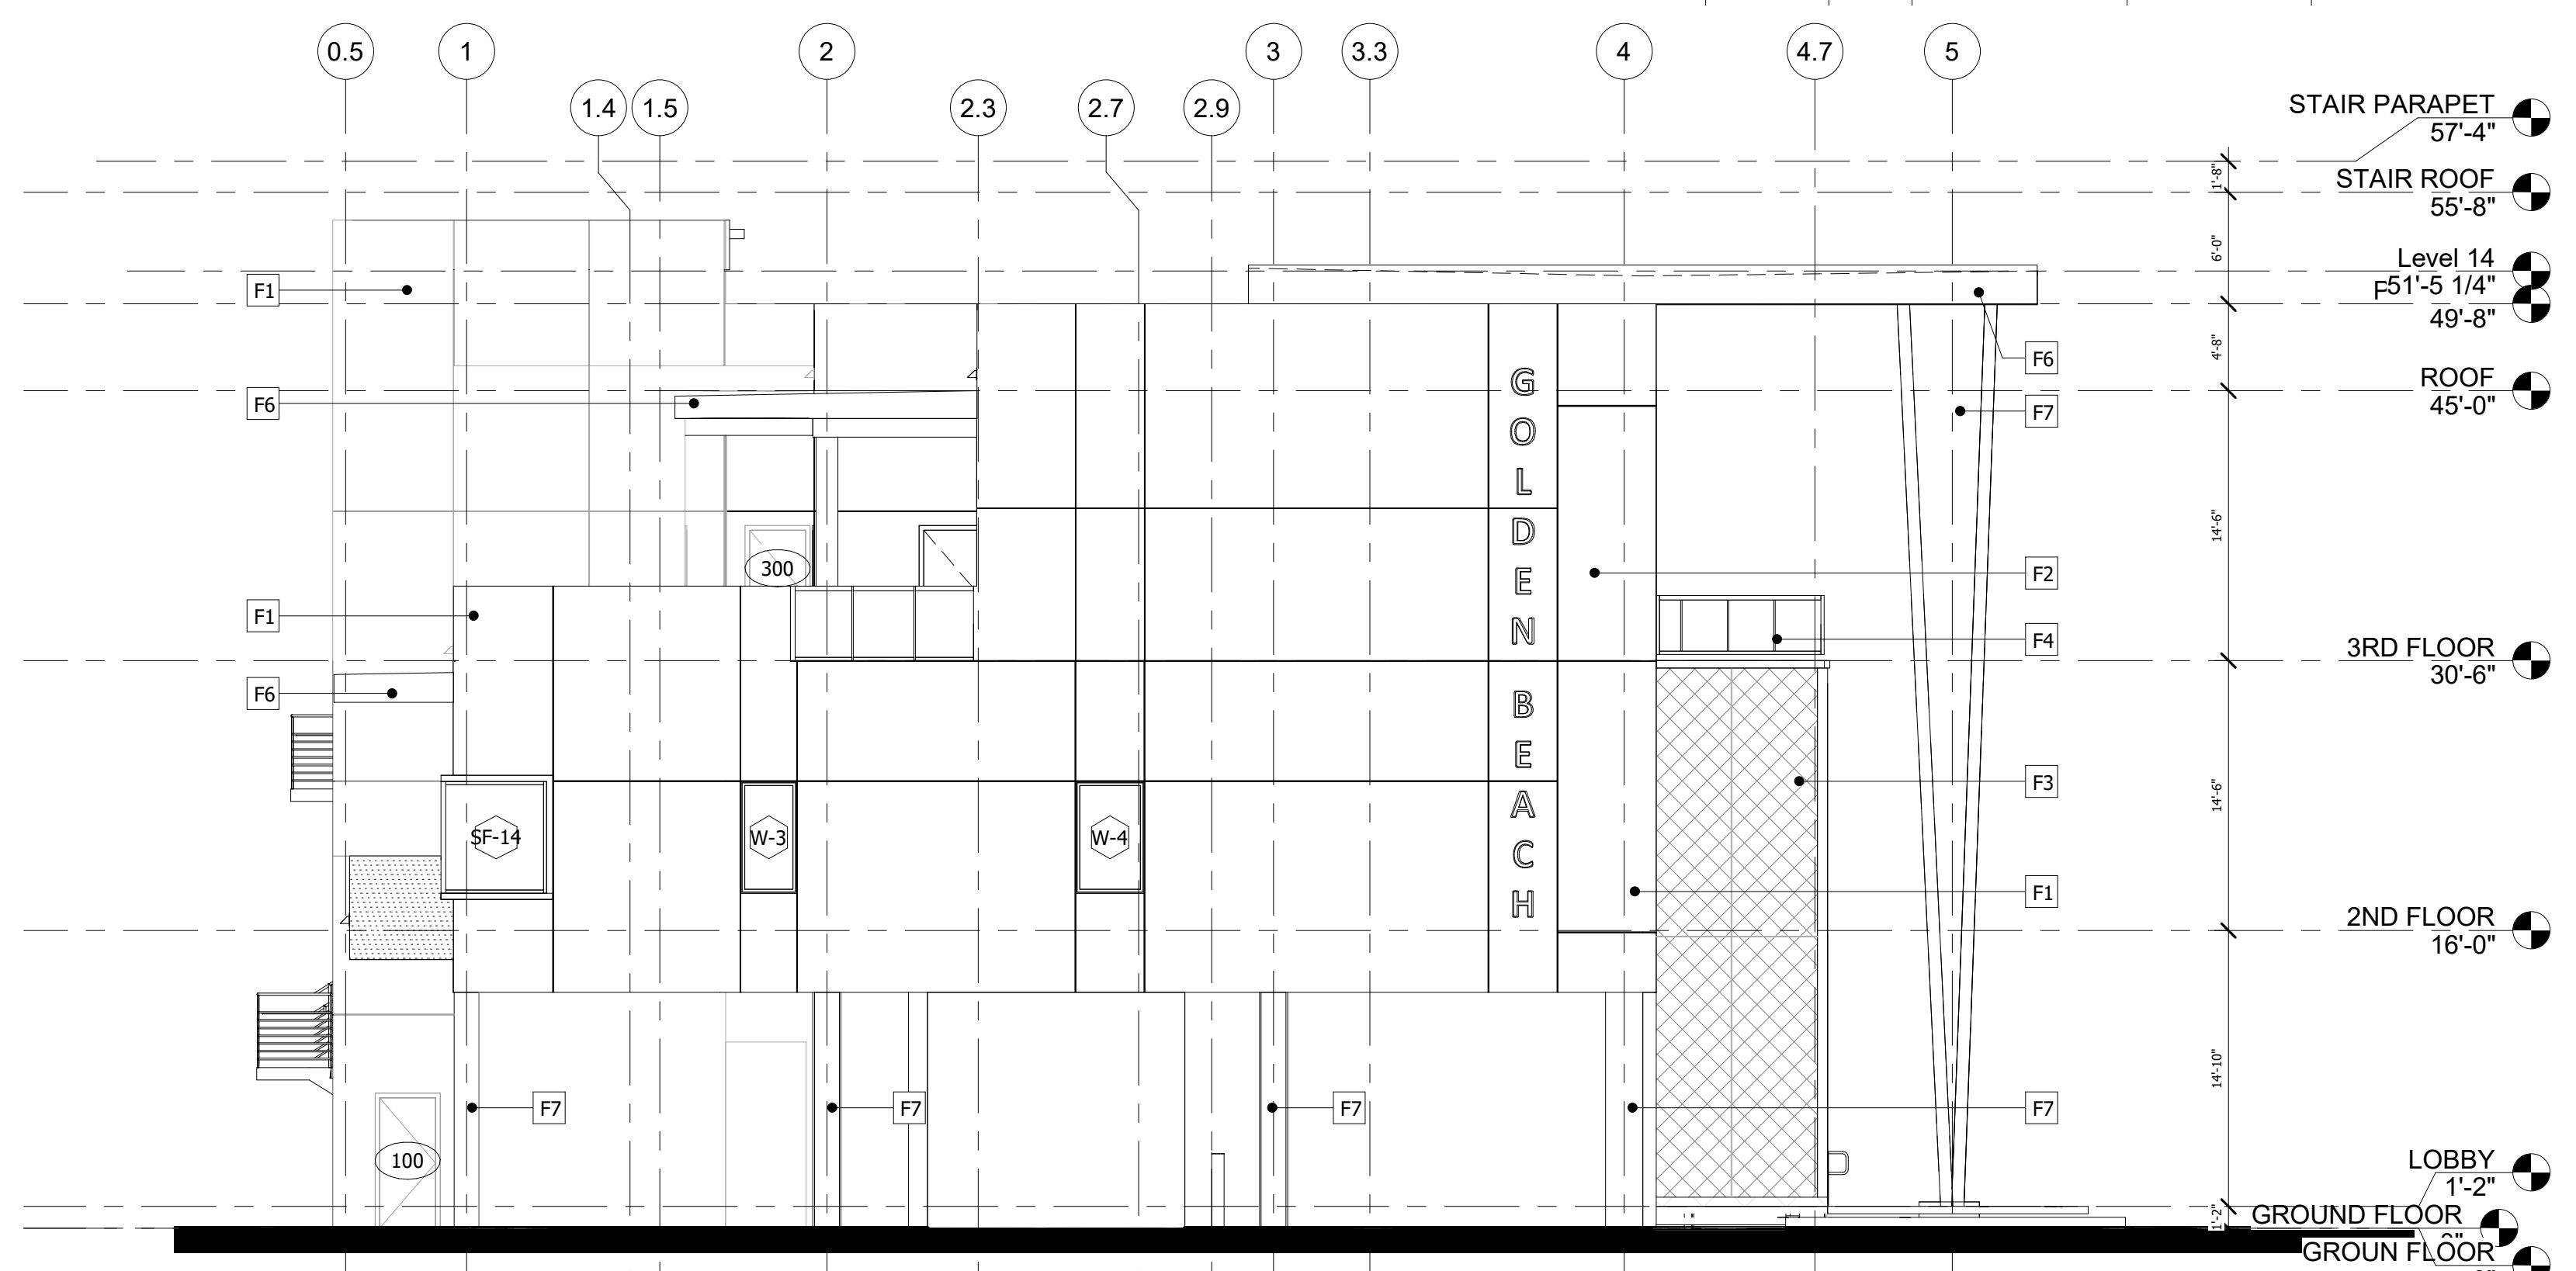 0.5
1
2
3
3.3
4
4.7
5
1.4
1.5
2.3
2.7
2.9
STAIR PARAPET
57'-4"
1'-8"
STAIR ROOF
55'-8"
6'-0"
Level 14
51'-5 1/4"
F1
49'-8"
4'-8"
F6
ROOF
45'-0"
F6
F7
GOLDEN BEACH
14'-6"
300
F2
F1
F4
3RD FLOOR
30'-6"
F6
F3
14'-6"
SF-14
W-3
W-4
F1
2ND FLOOR
16'-0"
14'-10"
F7
F7
F7
F7
100
LOBBY
1'-2"
1'-2"
GROUND FLOOR
GROUN FLOOR